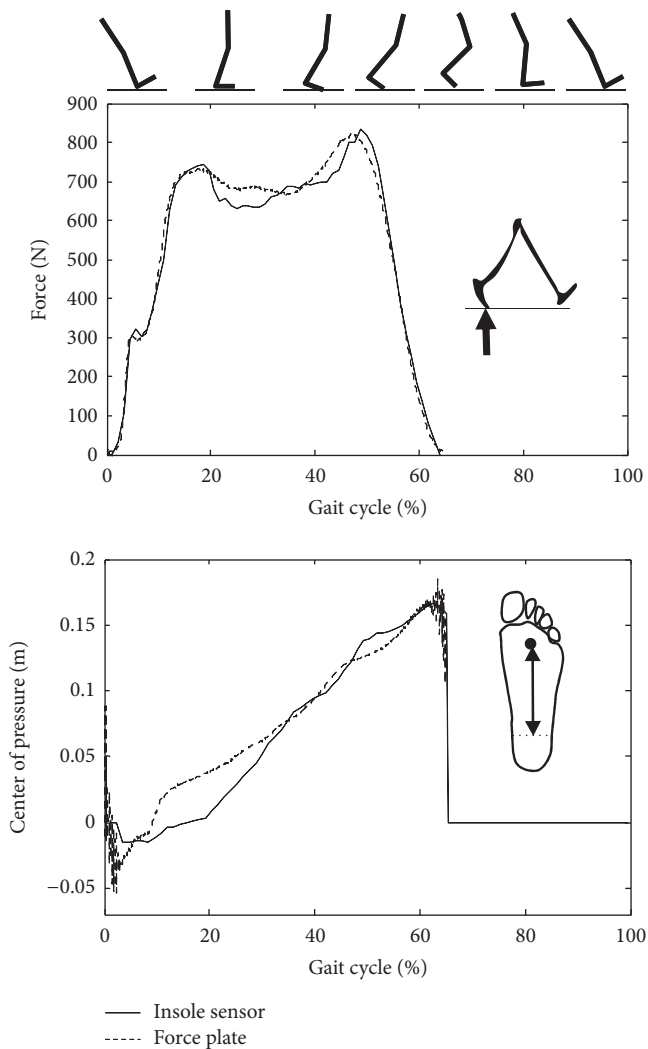 900
800
700
600
500
400
300
200
100
0
Force (N)
0 20 40 60 80 100
Gait cycle (%)
0.2
0.15
0.1
0.05
0
−0.05
Center of pressure (m)
0 20 40 60 80 100
Gait cycle (%)
Insole sensor
Force plate